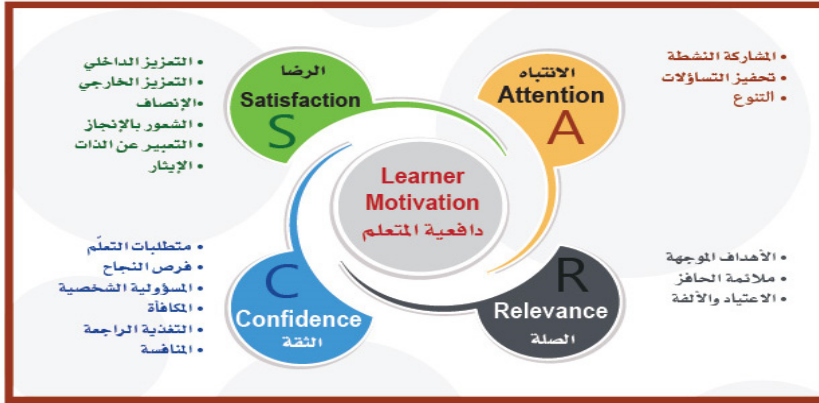 • المشاركة النشطة
• تحفيز التساؤلات
• التنوع
الانتباه
Attention
A
• التعزيز الداخلي
• التعزيز الخارجي
• الإنصاف
• الشعور بالإنجاز
• التعبير عن الذات
• الإيثار
الرضا
Satisfaction
S
Learner
Motivation
دافعية المتعلم
• الأهداف الموجهة
• ملائمة الحافز
• الاعتياد والألفة
R
Relevance
الصلة
• متطلبات التعلّم
• فرص النجاح
• المسؤولية الشخصية
• المكافأة
• التغذية الراجعة
• المنافسة
C
Confidence
الثقة